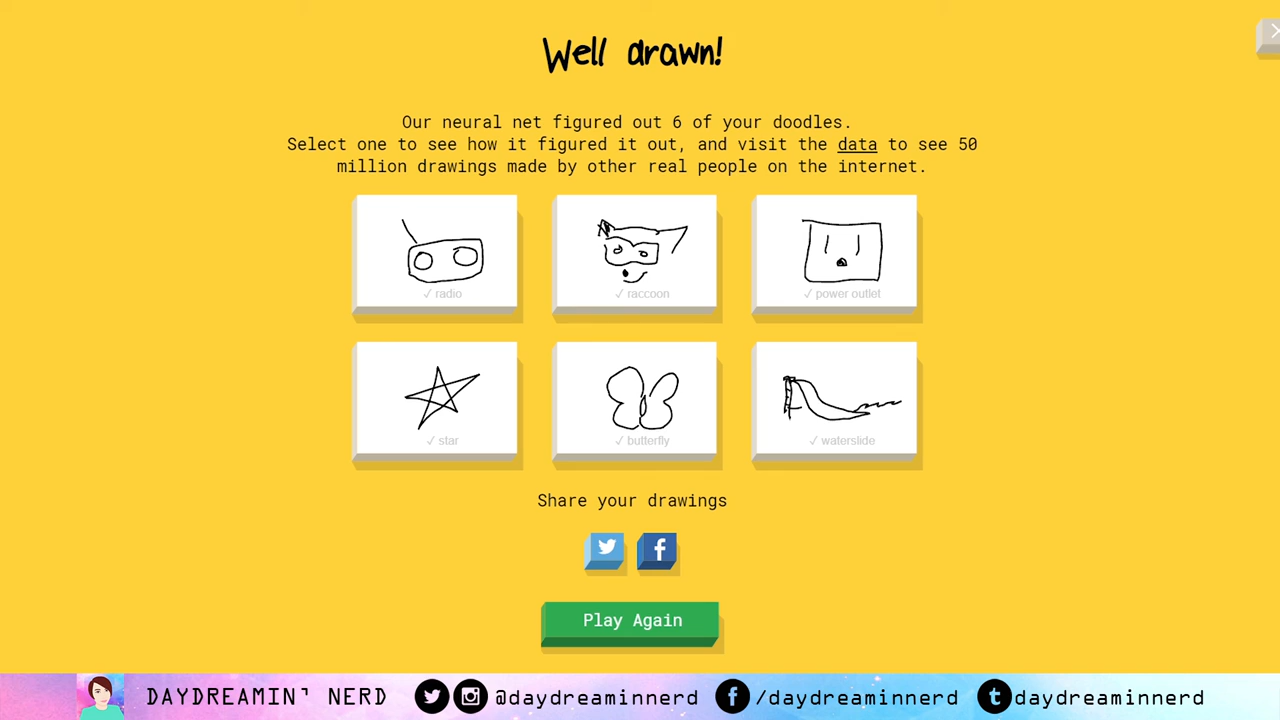 Well drawn!
Our neural net figured out 6 of your doodles.
Select one to see how it figured it out, and visit the data to see 50
million drawings made by other real people on the internet.
✓ radio
✓ raccoon
✓ power outlet
✓ star
✓ butterfly
✓ waterslide
Share your drawings
Play Again
DAYDREAMIN' NERD @daydreaminnerd /daydreaminnerd daydreaminnerd